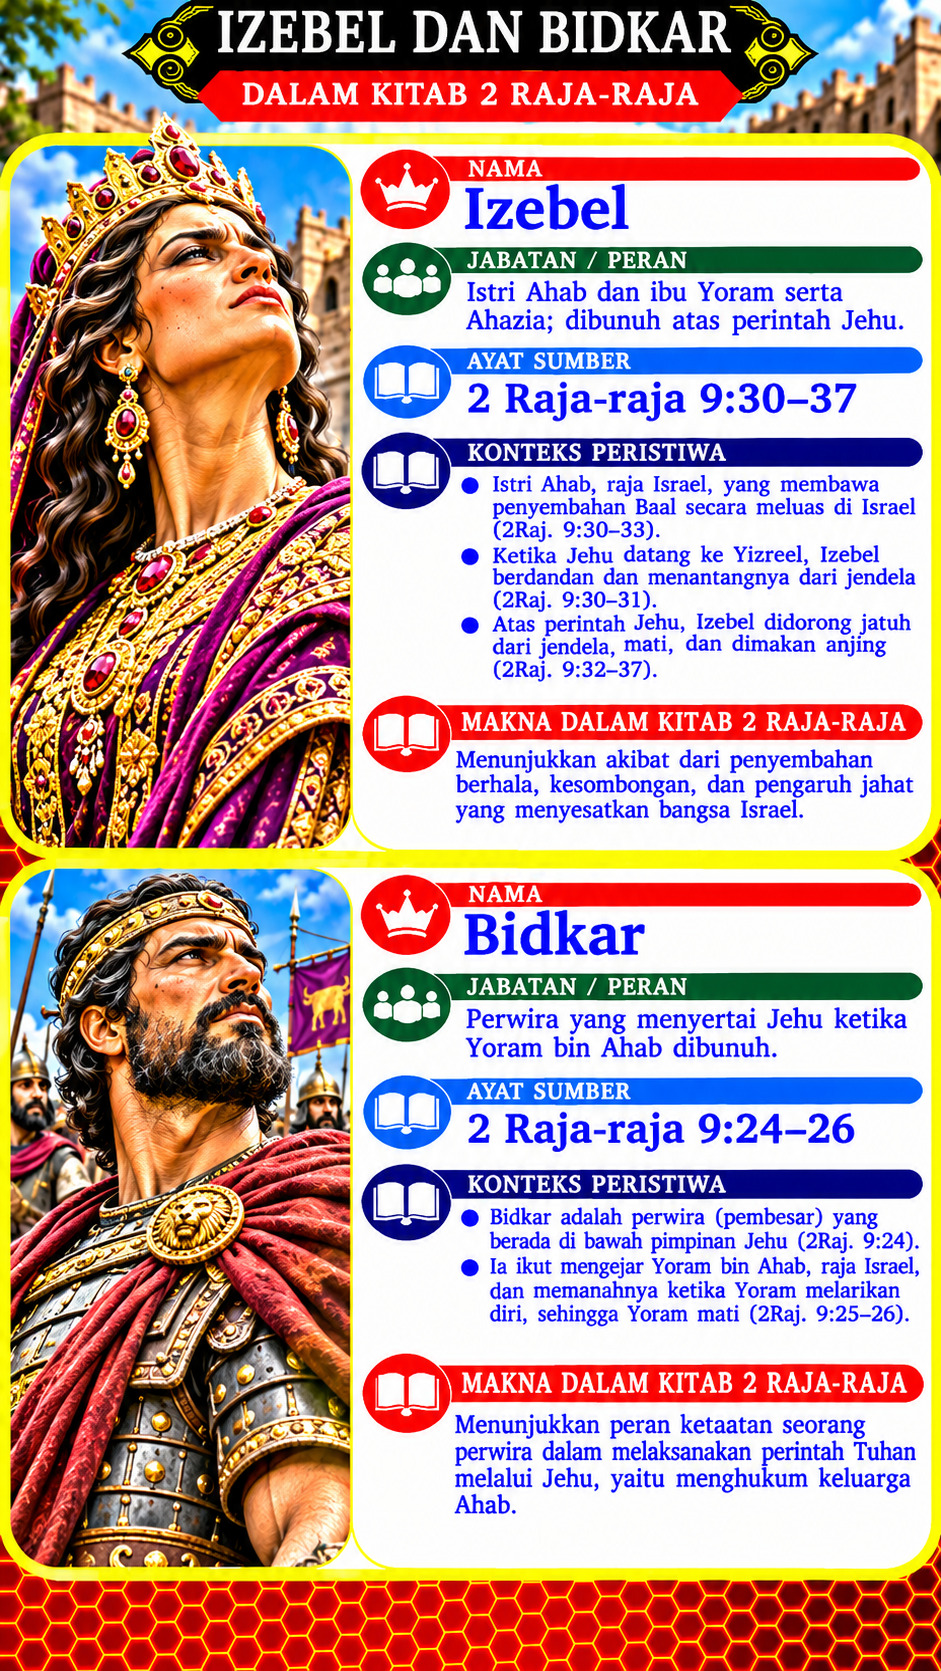 IZEBEL DAN BIDKAR
DALAM KITAB 2 RAJA-RAJA
NAMA
Izebel
JABATAN / PERAN
Istri Ahab dan ibu Yoram serta
Ahazia; dibunuh atas perintah Jehu.
AYAT SUMBER
2 Raja-raja 9:30–37
KONTEKS PERISTIWA
● Istri Ahab, raja Israel, yang membawa
penyembahan Baal secara meluas di Israel
(2Raj. 9:30–33).
● Ketika Jehu datang ke Yizreel, Izebel
berdandan dan menantangnya dari jendela
(2Raj. 9:30–31).
● Atas perintah Jehu, Izebel didorong jatuh
dari jendela, mati, dan dimakan anjing
(2Raj. 9:32–37).
MAKNA DALAM KITAB 2 RAJA-RAJA
Menunjukkan akibat dari penyembahan
berhala, kesombongan, dan pengaruh jahat
yang menyesatkan bangsa Israel.
NAMA
Bidkar
JABATAN / PERAN
Perwira yang menyertai Jehu ketika
Yoram bin Ahab dibunuh.
AYAT SUMBER
2 Raja-raja 9:24–26
KONTEKS PERISTIWA
● Bidkar adalah perwira (pembesar) yang
berada di bawah pimpinan Jehu (2Raj. 9:24).
● Ia ikut mengejar Yoram bin Ahab, raja Israel,
dan memanahnya ketika Yoram melarikan
diri, sehingga Yoram mati (2Raj. 9:25–26).
MAKNA DALAM KITAB 2 RAJA-RAJA
Menunjukkan peran ketaatan seorang
perwira dalam melaksanakan perintah Tuhan
melalui Jehu, yaitu menghukum keluarga
Ahab.